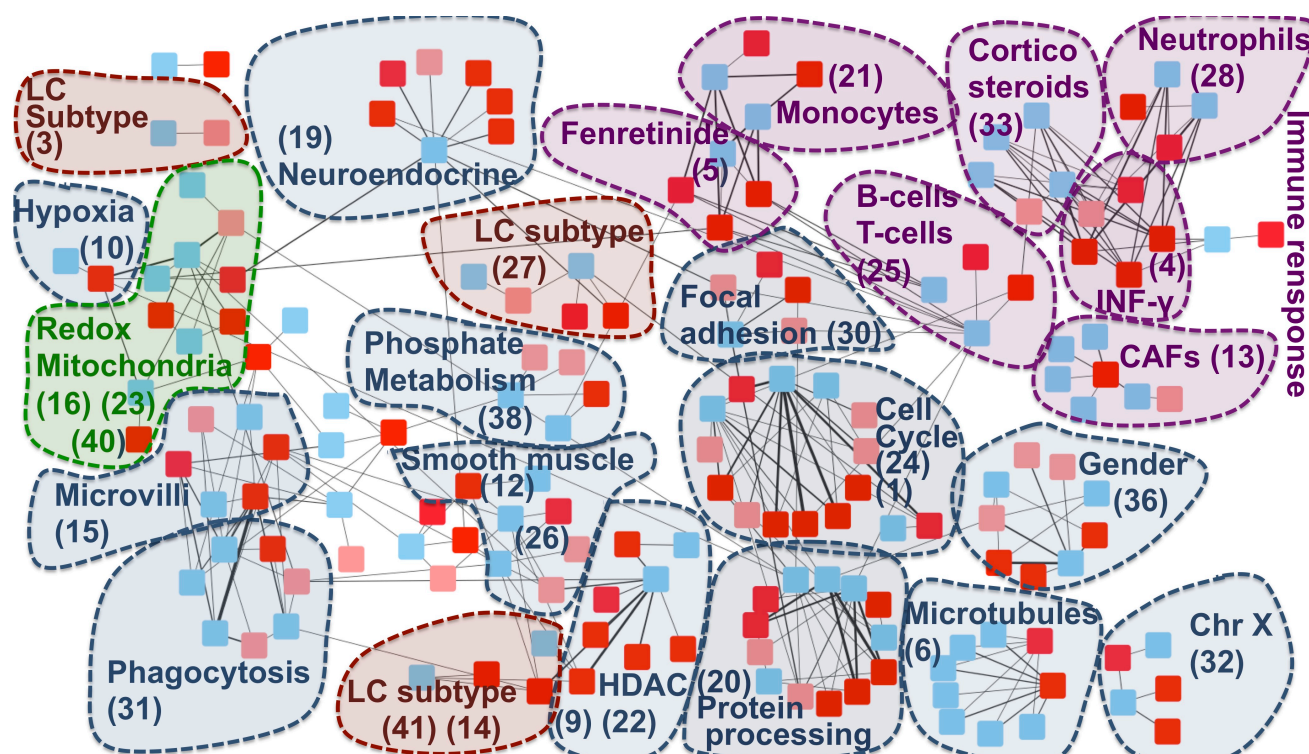 LC
Subtype
(3)
(19)
Neuroendocrine
(21)
Monocytes
Fenretinide
(5)
Cortico
steroids
(33)
Neutrophils
(28)
Immune rensponse
Hypoxia
(10)
LC subtype
(27)
B-cells
T-cells
(25)
(4)
INF-γ
Redox
Mitochondria
(16) (23)
(40)
Focal
adhesion (30)
Phosphate
Metabolism
(38)
CAFs (13)
Cell
Cycle
(24)
(1)
Smooth muscle
(12)
(26)
Gender
(36)
Microvilli
(15)
Phagocytosis
(31)
LC subtype
(41) (14)
HDAC
(9) (22)
(20)
Protein
processing
Microtubules
(6)
Chr X
(32)